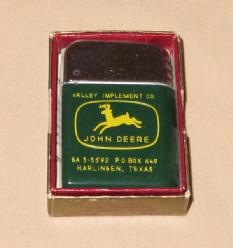 VALLEY IMPLEMENT CO.
JOHN DEERE
GA 3-3592 P.O. BOX 649
HARLINGEN, TEXAS